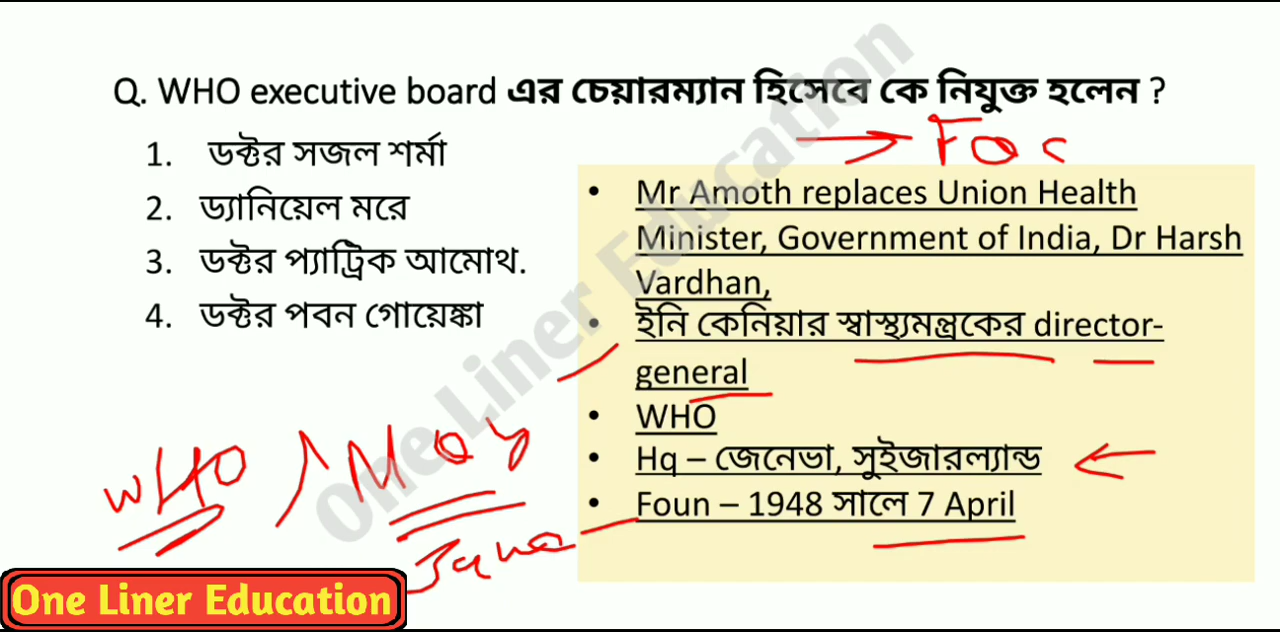 Q. WHO executive board এর চেয়ারম্যান হিসেবে কে নিযুক্ত হলেন ?
1. ডক্টর সজল শর্মা
2. ড্যানিয়েল মরে
3. ডক্টর প্যাট্রিক আমোথ.
4. ডক্টর পবন গোয়েঙ্কা
• Mr Amoth replaces Union Health
Minister, Government of India, Dr Harsh
Vardhan,
• ইনি কেনিয়ার স্বাস্থ্যমন্ত্রকের director-
general
• WHO
• Hq – জেনেভা, সুইজারল্যান্ড
• Foun – 1948 সালে 7 April
WHO
One Liner Education
One Liner Education